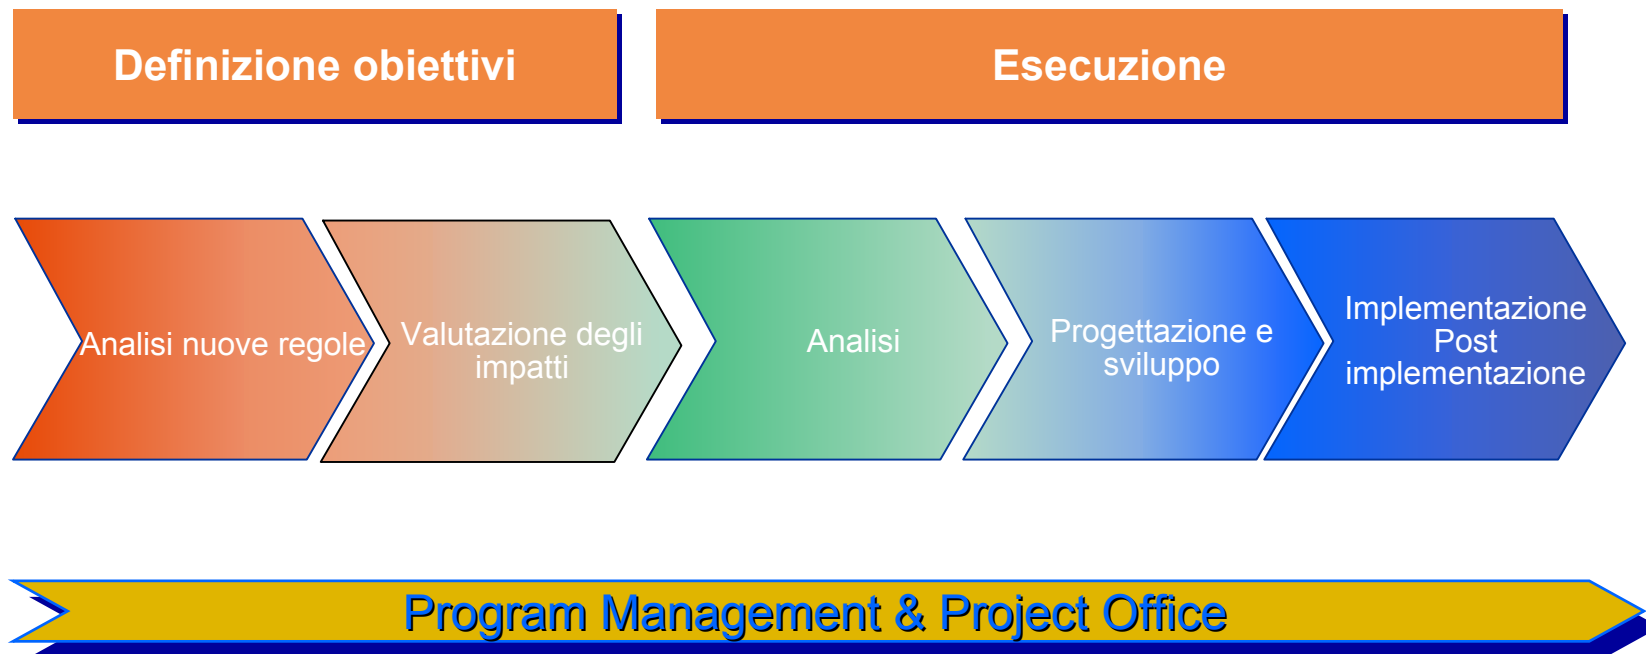 Definizione obiettivi
Esecuzione
Analisi nuove regole
Valutazione degli
impatti
Analisi
Progettazione e
sviluppo
Implementazione
Post
implementazione
Program Management & Project Office